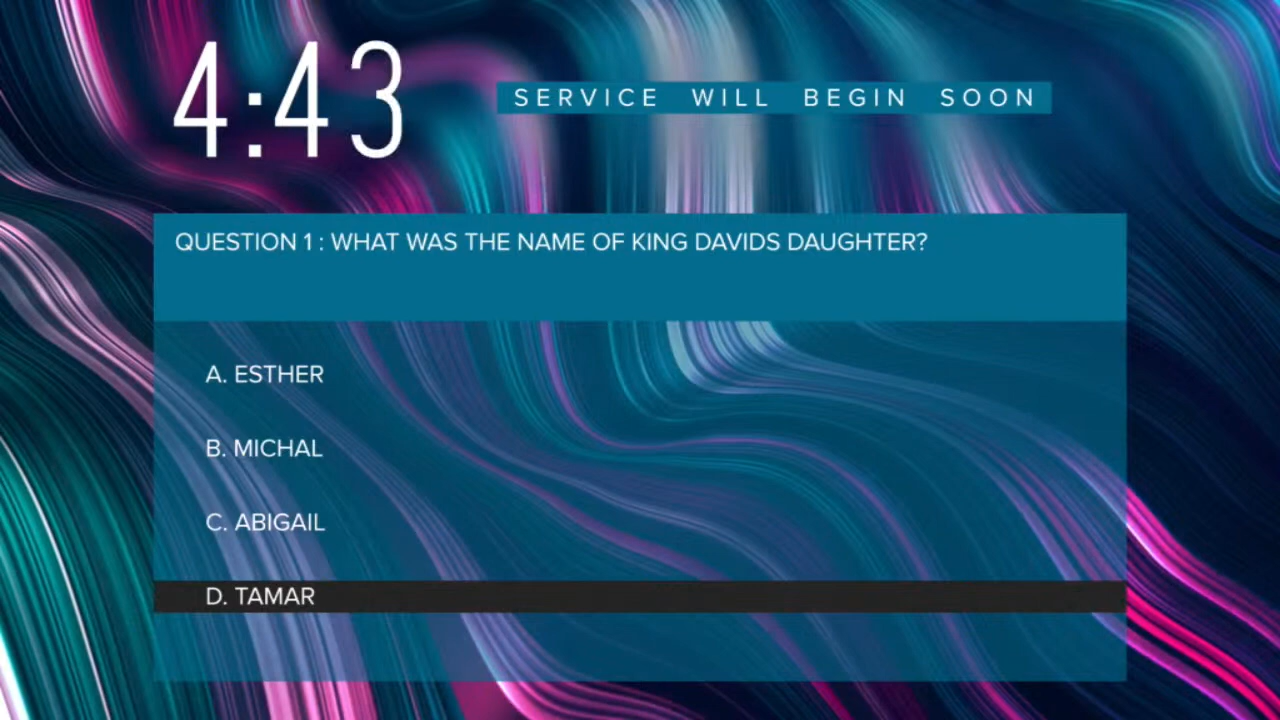 4:43
SERVICE WILL BEGIN SOON
QUESTION 1 : WHAT WAS THE NAME OF KING DAVIDS DAUGHTER?
A. ESTHER
B. MICHAL
C. ABIGAIL
D. TAMAR